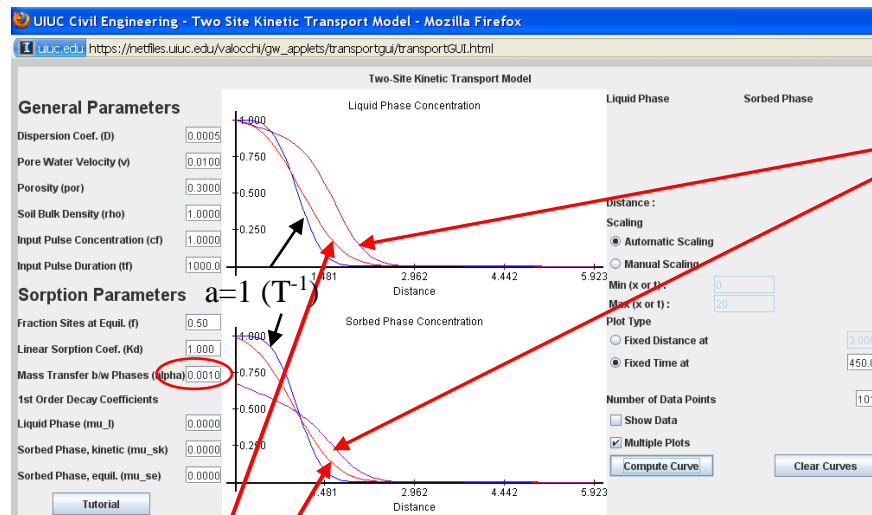 UIUC Civil Engineering - Two Site Kinetic Transport Model - Mozilla Firefox
I uiuc.edu https://netfiles.uiuc.edu/valocchi/gw_applets/transportgui/transportGUI.html
Two-Site Kinetic Transport Model
General Parameters
Dispersion Coef. (D) 0.0005
Pore Water Velocity (v) 0.0100
Porosity (por) 0.3000
Soil Bulk Density (rho) 1.0000
Input Pulse Concentration (cf) 1.0000
Input Pulse Duration (tf) 1000.0
Sorption Parameters
Fraction Sites at Equil. (f) 0.50
Linear Sorption Coef. (Kd) 1.000
Mass Transfer b/w Phases (alpha) 0.0010
1st Order Decay Coefficients
Liquid Phase (mu_l) 0.0000
Sorbed Phase, kinetic (mu_sk) 0.0000
Sorbed Phase, equil. (mu_se) 0.0000
Tutorial
Liquid Phase Concentration
1.000
0.750
0.500
0.250
1.481 2.962 4.442 5.923
Distance
a=1 (T-1)
Sorbed Phase Concentration
1.000
0.750
0.500
0.250
1.481 2.962 4.442 5.923
Distance
Liquid Phase Sorbed Phase
Distance :
Scaling
Automatic Scaling
Manual Scaling
Min (x or t) : 0
Max (x or t) : 20
Plot Type
Fixed Distance at
Fixed Time at 450.0
Number of Data Points 101
Show Data
Multiple Plots
Compute Curve Clear Curves